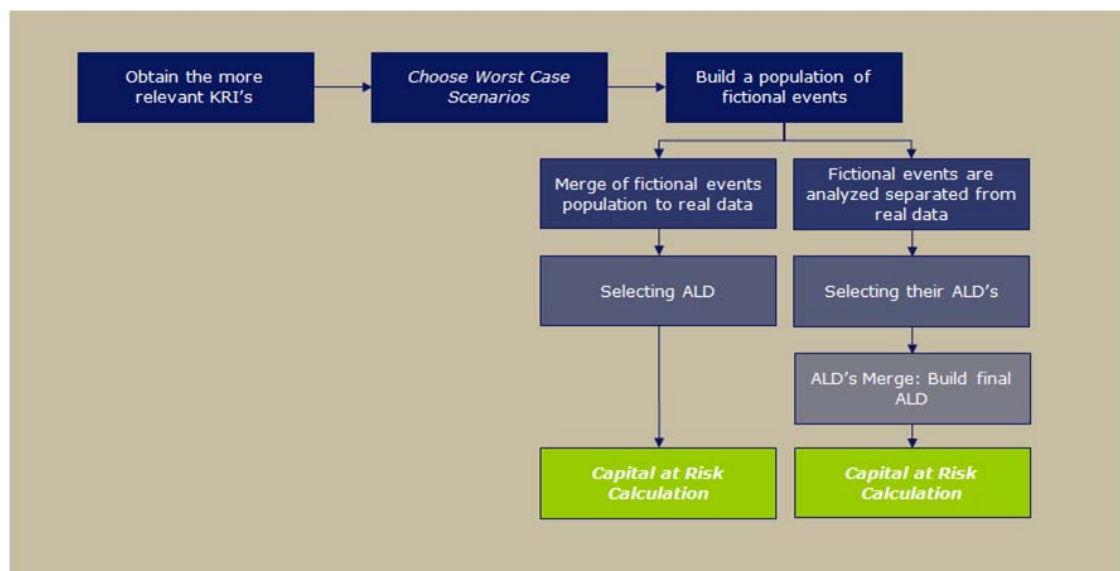 Obtain the more
relevant KRI's
Choose Worst Case
Scenarios
Build a population of
fictional events
Merge of fictional events
population to real data
Fictional events are
analyzed separated from
real data
Selecting ALD
Selecting their ALD's
ALD's Merge: Build final
ALD
Capital at Risk
Calculation
Capital at Risk
Calculation